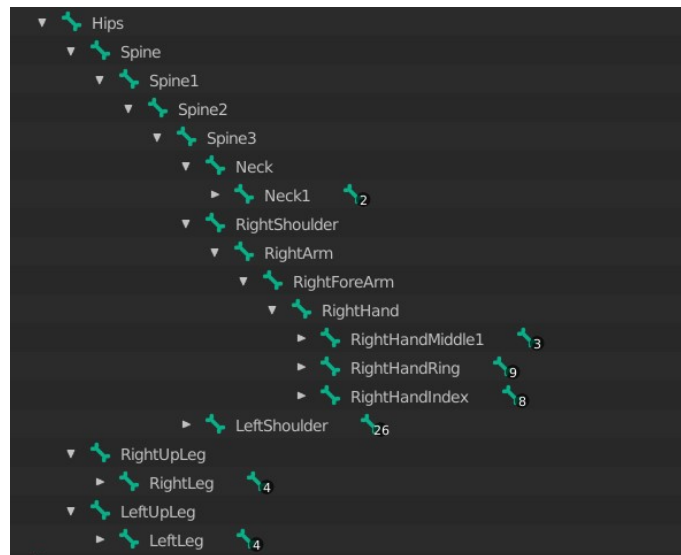 Hips
Spine
Spine1
Spine2
Spine3
Neck
Neck1 2
RightShoulder
RightArm
RightForeArm
RightHand
RightHandMiddle1 3
RightHandRing 9
RightHandIndex 8
LeftShoulder 26
RightUpLeg
RightLeg 4
LeftUpLeg
LeftLeg 4